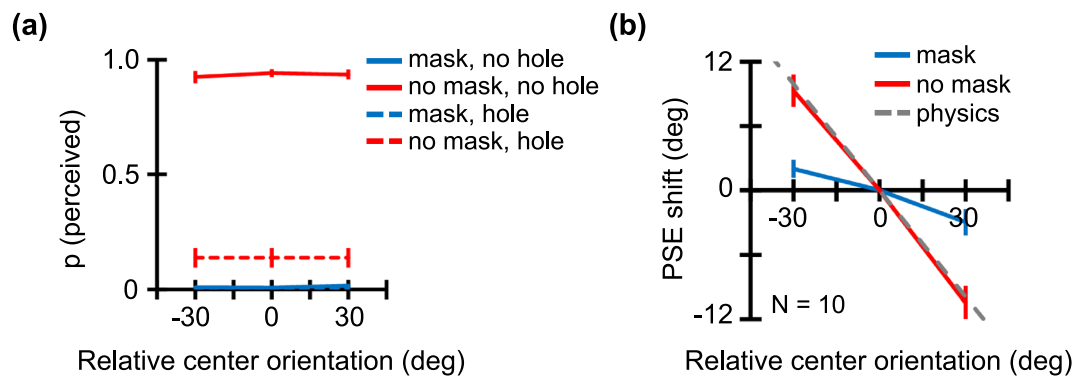 (a)
1.0
0.5
0
-30
0
30
p (perceived)
Relative center orientation (deg)
mask, no hole
no mask, no hole
mask, hole
no mask, hole
(b)
12
0
-12
-30
0
30
PSE shift (deg)
Relative center orientation (deg)
mask
no mask
physics
N = 10